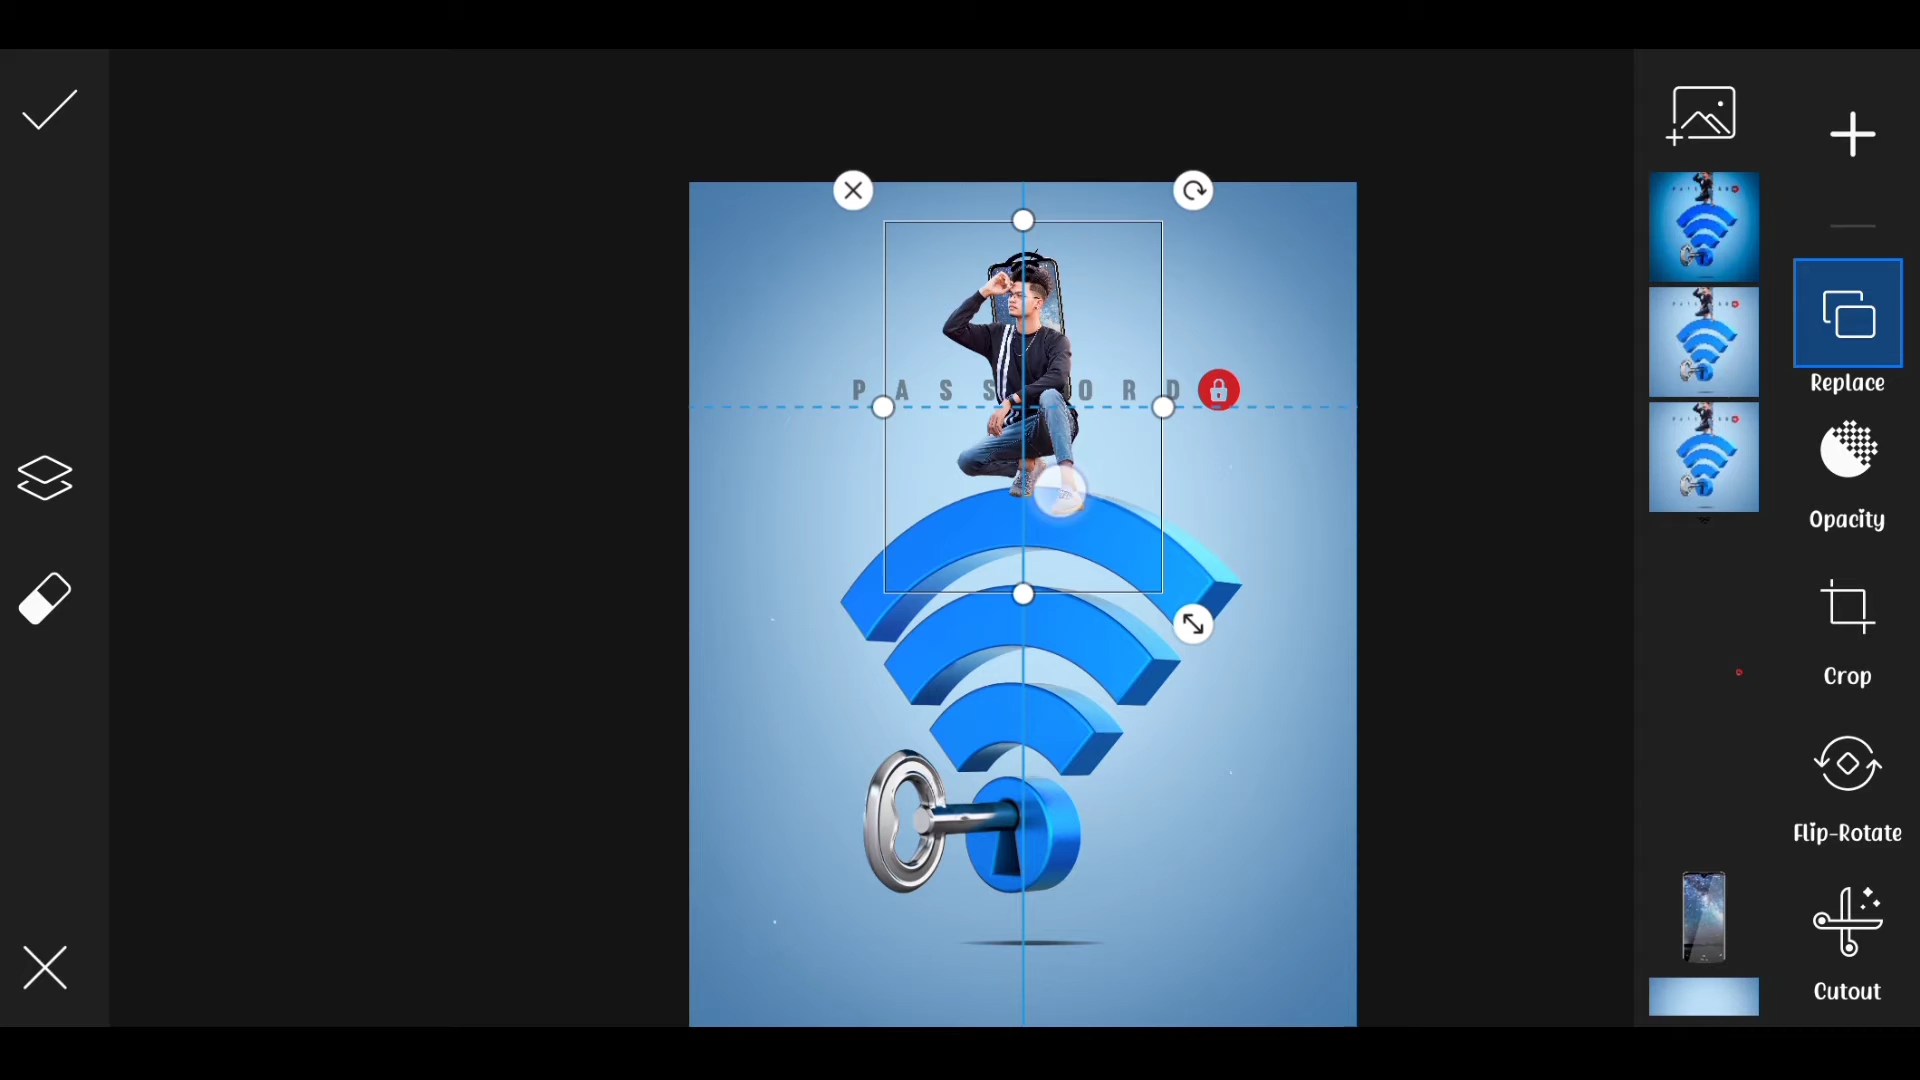 P A S S O R D
Replace
Opacity
Crop
Flip-Rotate
Cutout